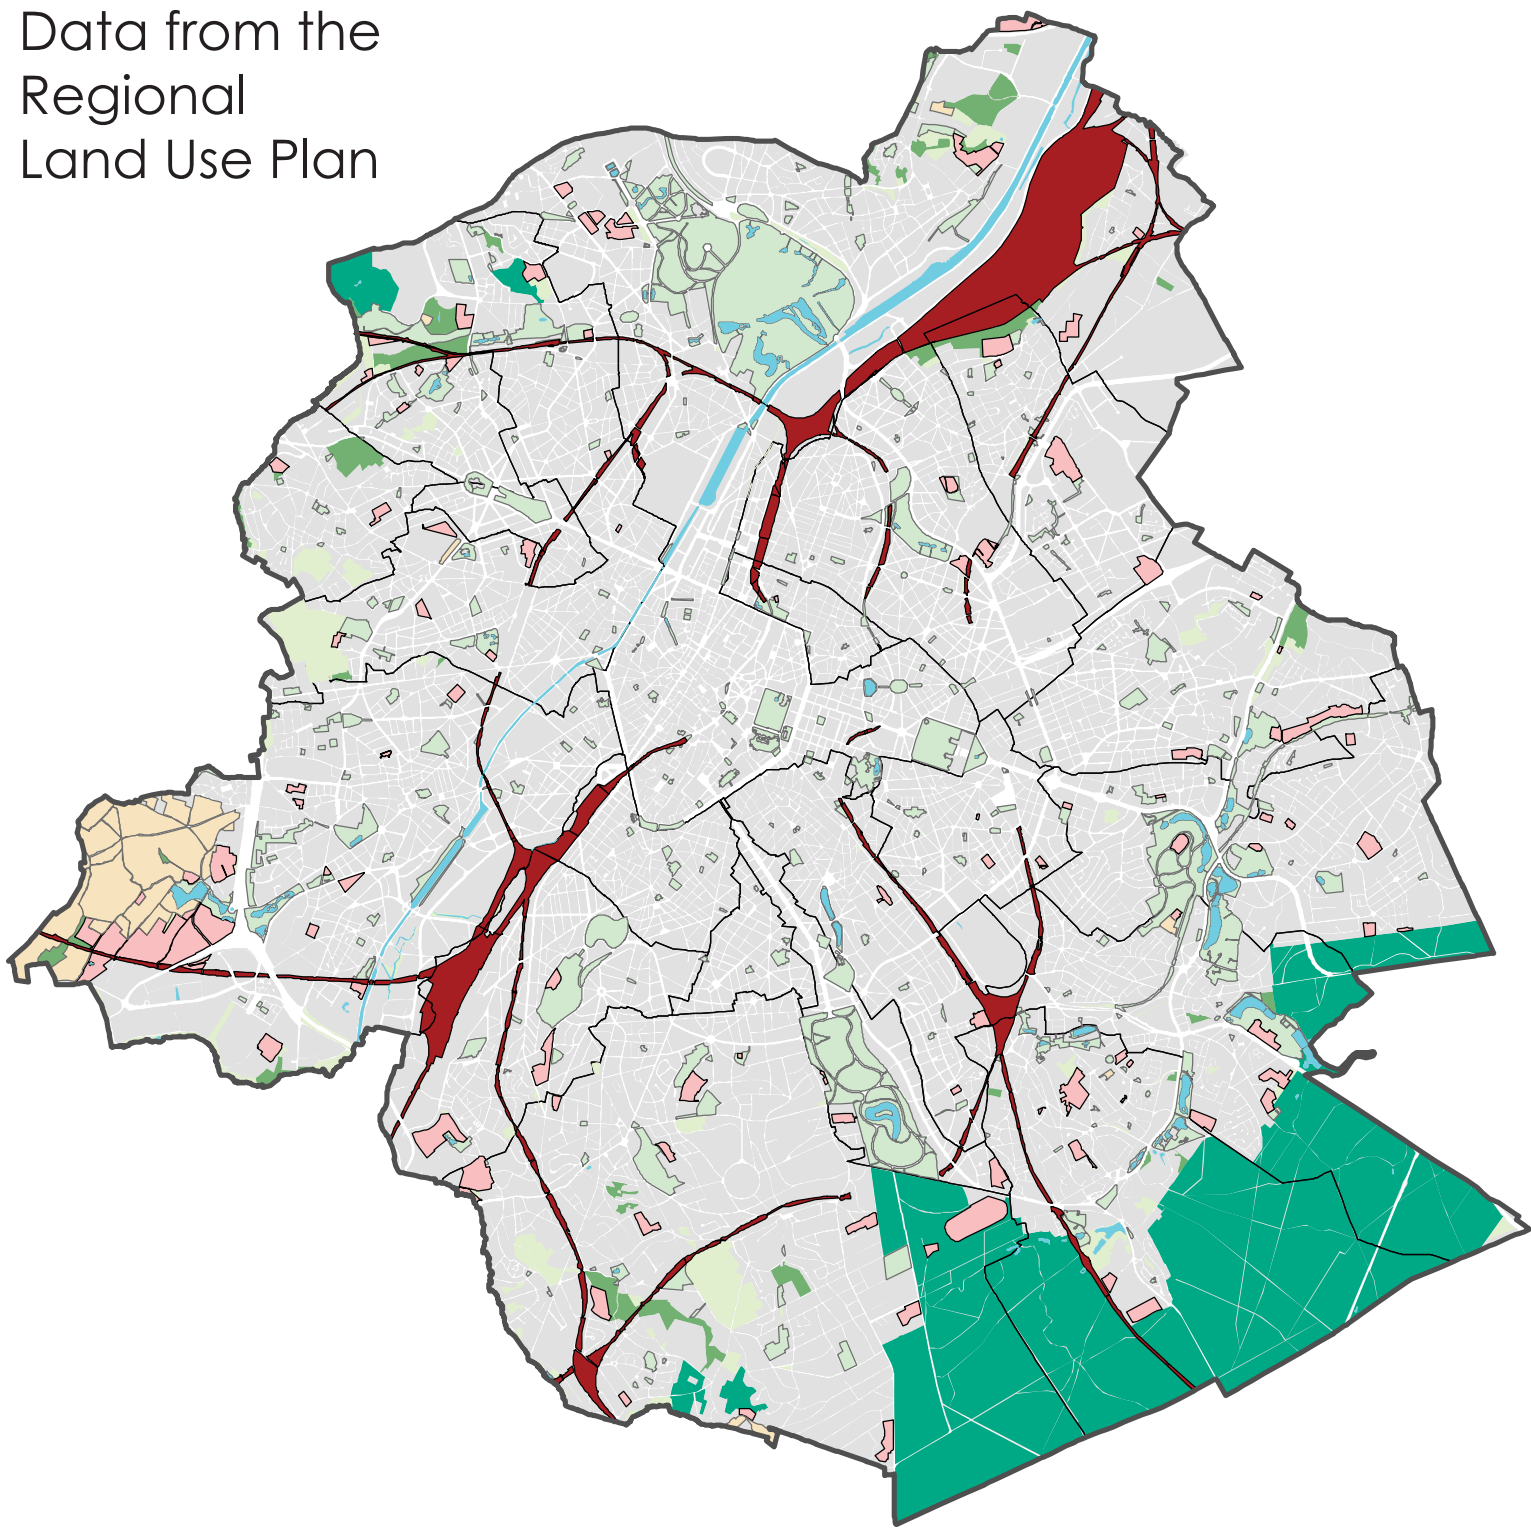 Data from the
Regional
Land Use Plan